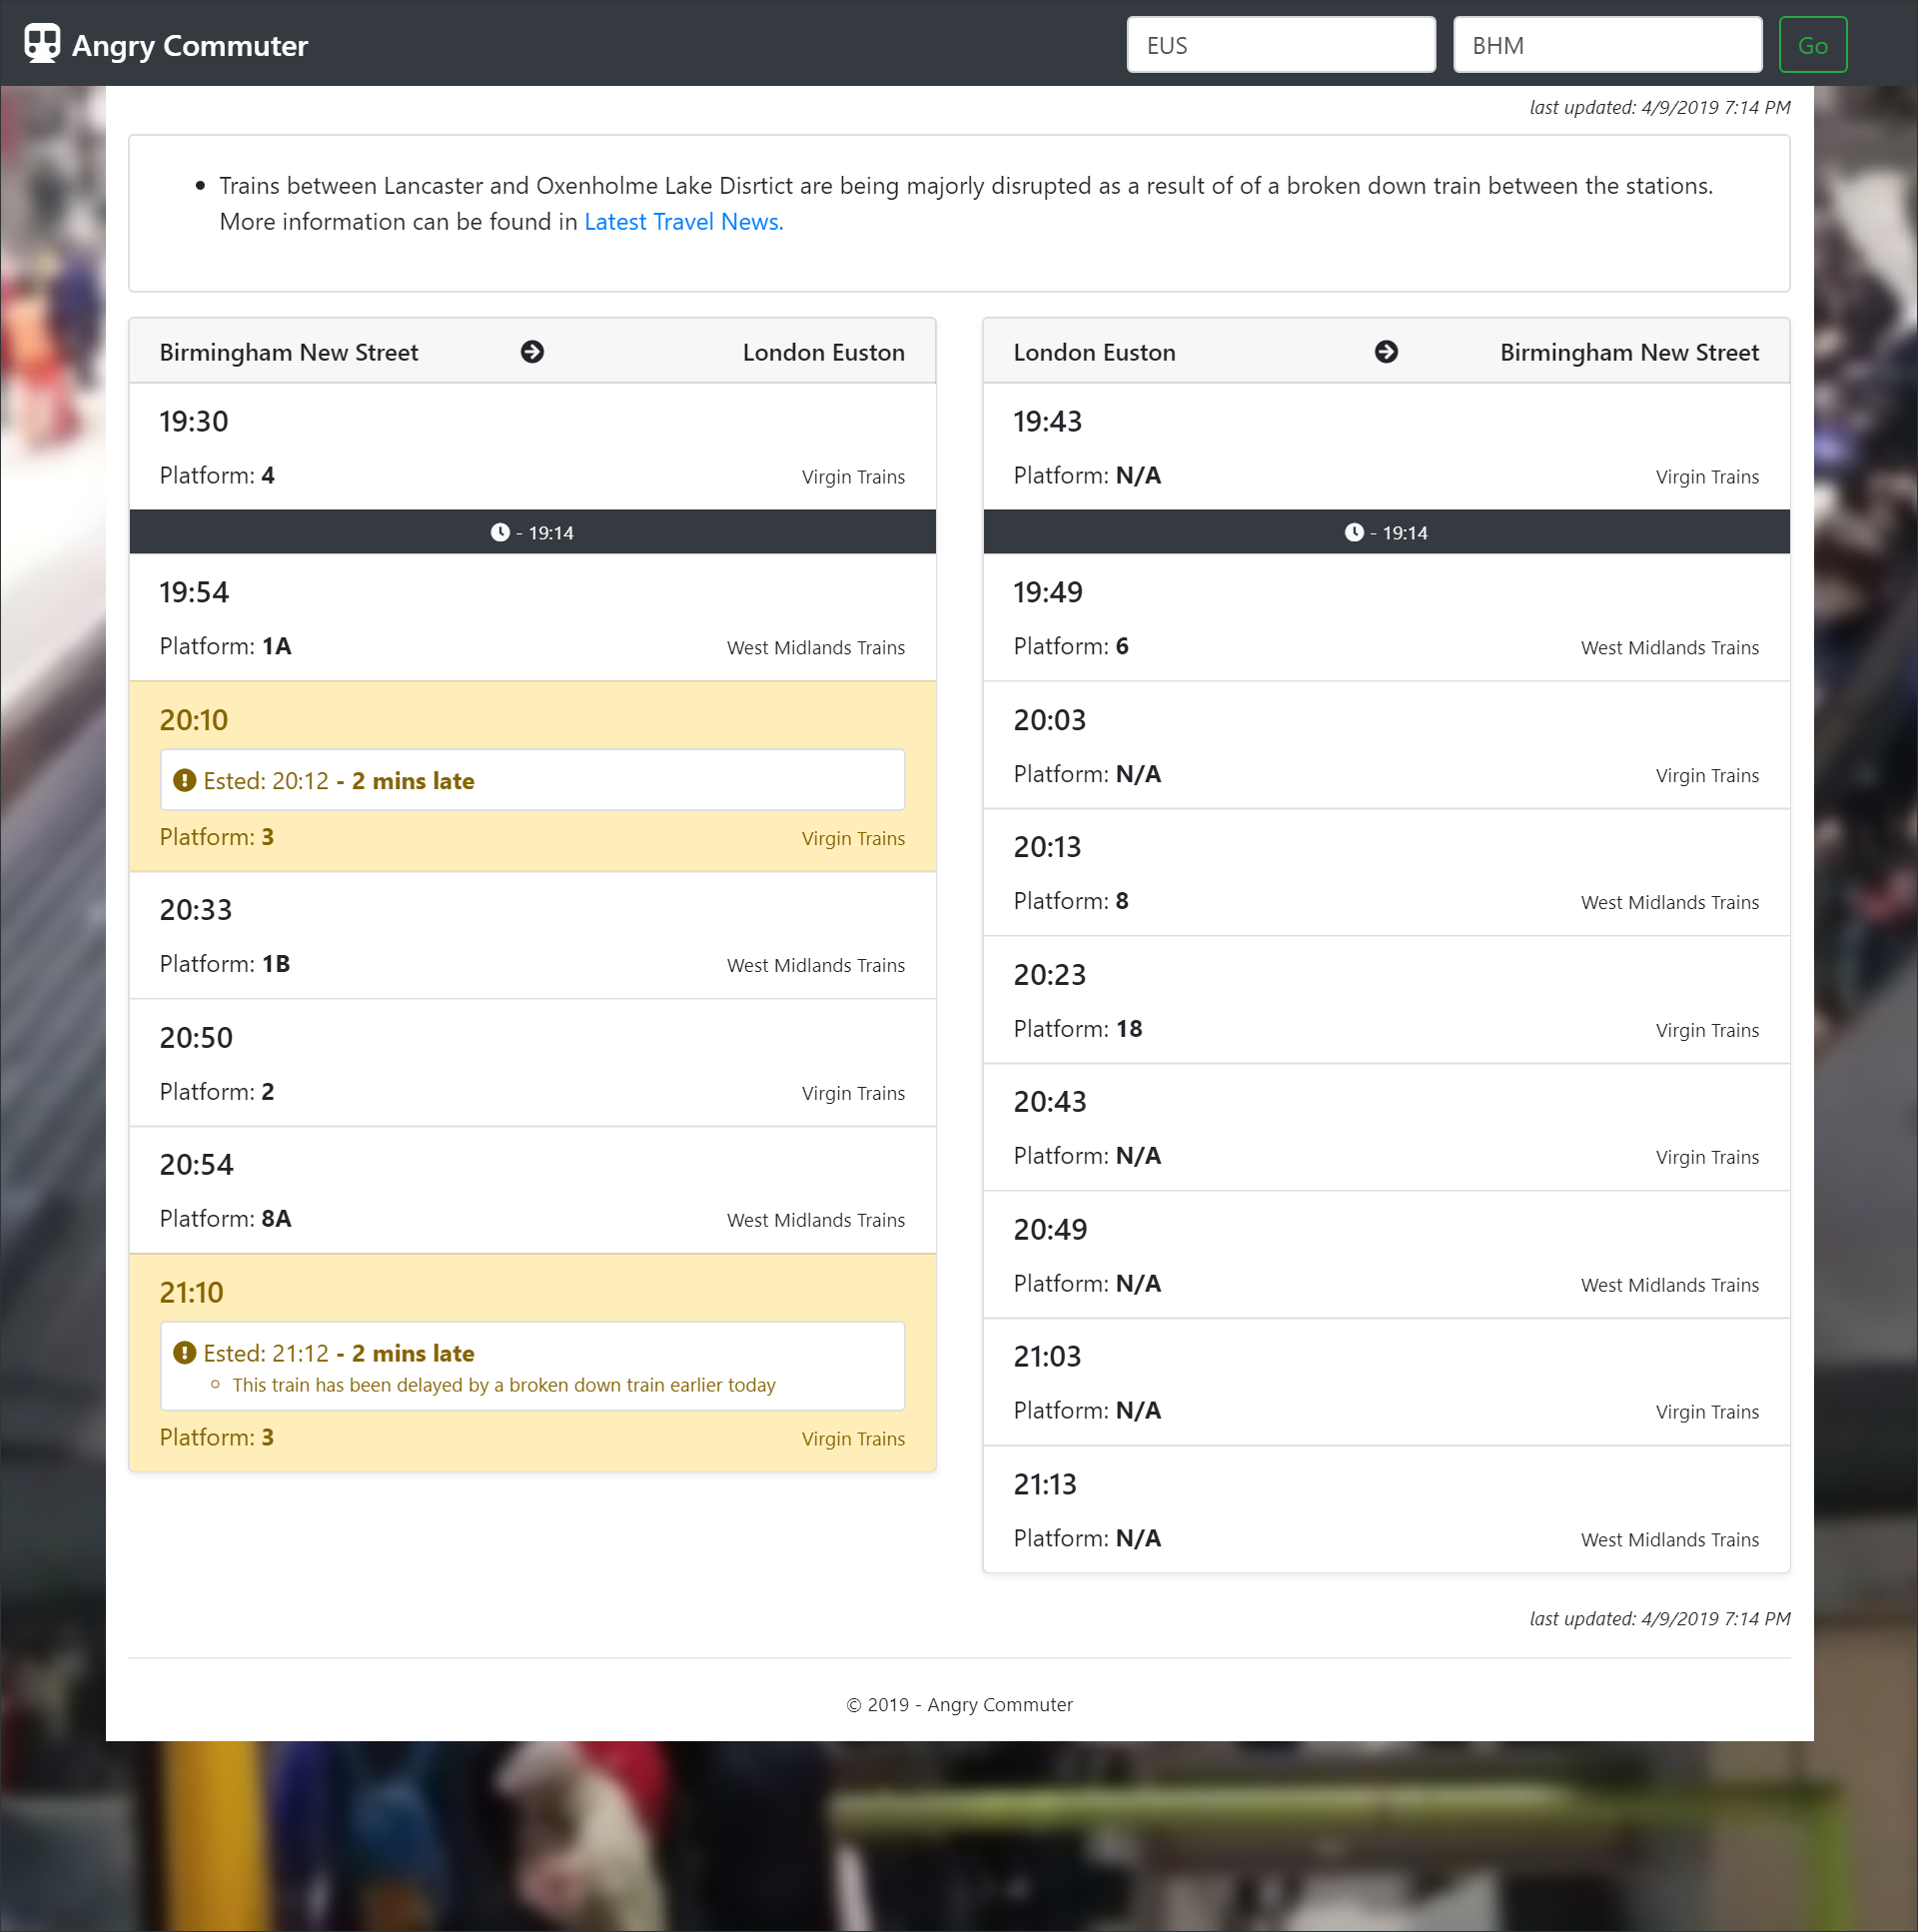 Angry Commuter
EUS
BHM
Go
last updated: 4/9/2019 7:14 PM
Trains between Lancaster and Oxenholme Lake Disrtict are being majorly disrupted as a result of of a broken down train between the stations.
More information can be found in Latest Travel News.
Birmingham New Street London Euston
19:30
Platform: 4 Virgin Trains
- 19:14
19:54
Platform: 1A West Midlands Trains
20:10
Ested: 20:12 - 2 mins late
Platform: 3 Virgin Trains
20:33
Platform: 1B West Midlands Trains
20:50
Platform: 2 Virgin Trains
20:54
Platform: 8A West Midlands Trains
21:10
Ested: 21:12 - 2 mins late
This train has been delayed by a broken down train earlier today
Platform: 3 Virgin Trains
London Euston Birmingham New Street
19:43
Platform: N/A Virgin Trains
- 19:14
19:49
Platform: 6 West Midlands Trains
20:03
Platform: N/A Virgin Trains
20:13
Platform: 8 West Midlands Trains
20:23
Platform: 18 Virgin Trains
20:43
Platform: N/A Virgin Trains
20:49
Platform: N/A West Midlands Trains
21:03
Platform: N/A Virgin Trains
21:13
Platform: N/A West Midlands Trains
last updated: 4/9/2019 7:14 PM
© 2019 - Angry Commuter